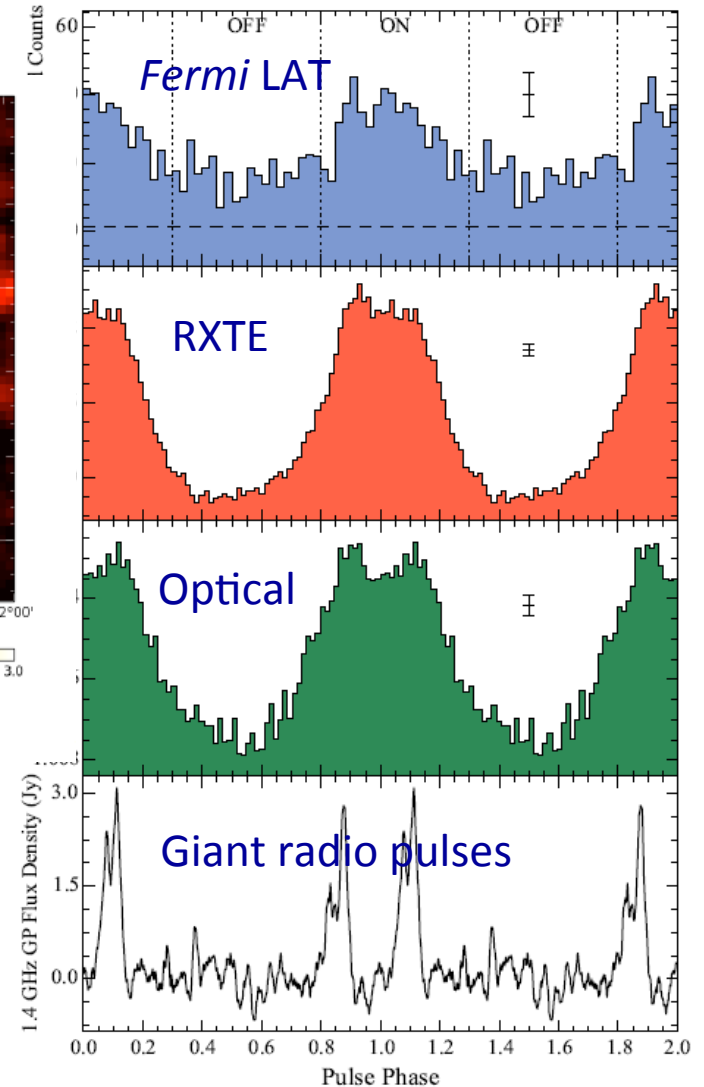 l Counts
60
OFF
ON
OFF
Fermi LAT
RXTE
Optical
2°00'
3.0
1.4 GHz GP Flux Density (Jy)
3.0
1.5
0.0
Giant radio pulses
0.0 0.2 0.4 0.6 0.8 1.0 1.2 1.4 1.6 1.8 2.0
Pulse Phase